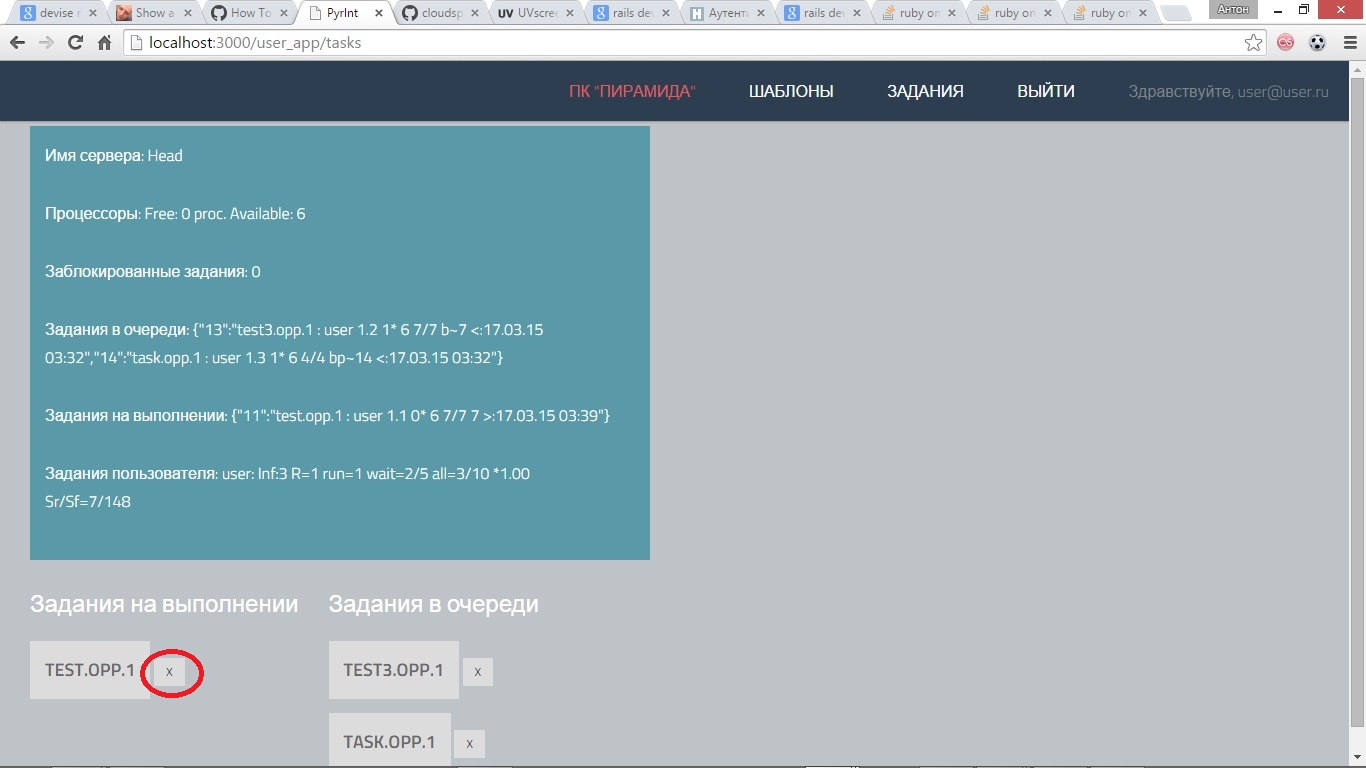 devise r
Show a
How To
PyrInt
cloudsp
UVscree
rails de
Аутент
rails de
ruby on
ruby on
ruby on
Антон
localhost:3000/user_app/tasks
ПК "ПИРАМИДА" ШАБЛОНЫ ЗАДАНИЯ ВЫЙТИ Здравствуйте, user@user.ru
Имя сервера: Head
Процессоры: Free: 0 proc. Available: 6
Заблокированные задания: 0
Задания в очереди: {"13":"test3.opp.1 : user 1.2 1* 6 7/7 b~7 <:17.03.15
03:32","14":"task.opp.1 : user 1.3 1* 6 4/4 bp~14 <:17.03.15 03:32"}
Задания на выполнении: {"11":"test.opp.1 : user 1.1 0* 6 7/7 7 >:17.03.15 03:39"}
Задания пользователя: user: Inf:3 R=1 run=1 wait=2/5 all=3/10 *1.00
Sr/Sf=7/148
Задания на выполнении
TEST.OPP.1 x
Задания в очереди
TEST3.OPP.1 x
TASK.OPP.1 x